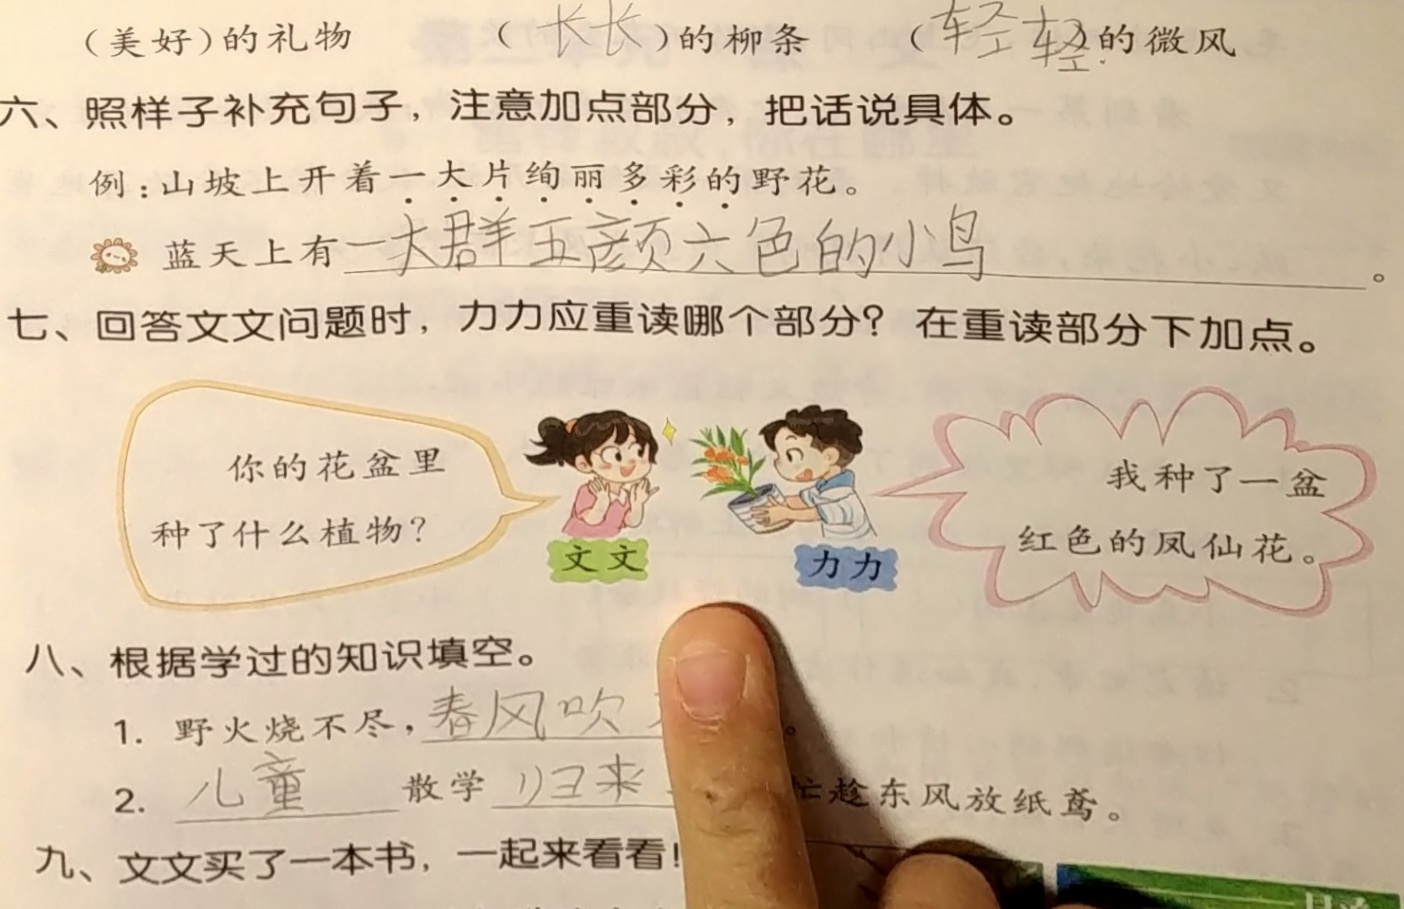 （美好）的礼物 （长长）的柳条 （轻轻）的微风
六、照样子补充句子，注意加点部分，把话说具体。
例：山坡上开着一大片绚丽多彩的野花。
蓝天上有一大群五颜六色的小鸟。
七、回答文文问题时，力力应重读哪个部分？在重读部分下加点。
你的花盆里
种了什么植物？
文文
力力
我种了一盆
红色的凤仙花。
八、根据学过的知识填空。
1. 野火烧不尽，春风吹
2. 儿童 散学 归来 忙趁东风放纸鸢。
九、文文买了一本书，一起来看看！